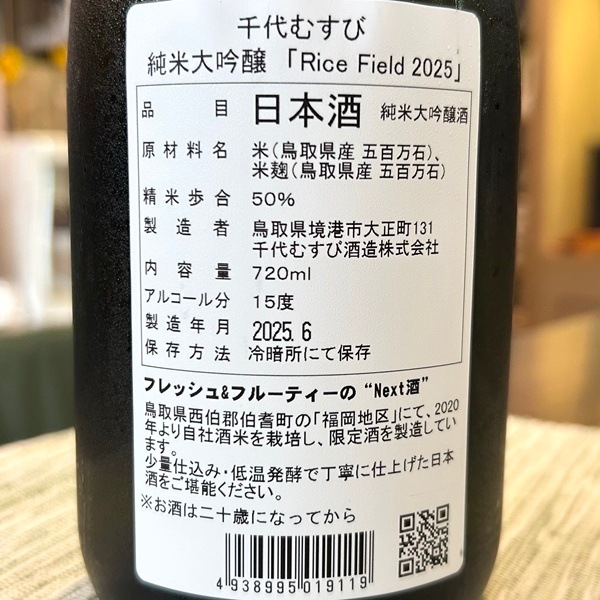 千代むすび
純米大吟醸 「Rice Field 2025」
品目 日本酒 純米大吟醸酒
原材料名 米(鳥取県産 五百万石)、
米麹(鳥取県産 五百万石)
精米歩合 50%
製造者 鳥取県境港市大正町131
千代むすび酒造株式会社
内容量 720ml
アルコール分 15度
製造年月 2025.6
保存方法 冷暗所にて保存
フレッシュ&フルーティーの “Next酒”
鳥取県西伯郡伯耆町の「福岡地区」にて、2020
年より自社酒米を栽培し、限定酒を製造してい
ます。
少量仕込み・低温発酵で丁寧に仕上げた日本
酒をご堪能ください。
※お酒は二十歳になってから
4 938995 019119